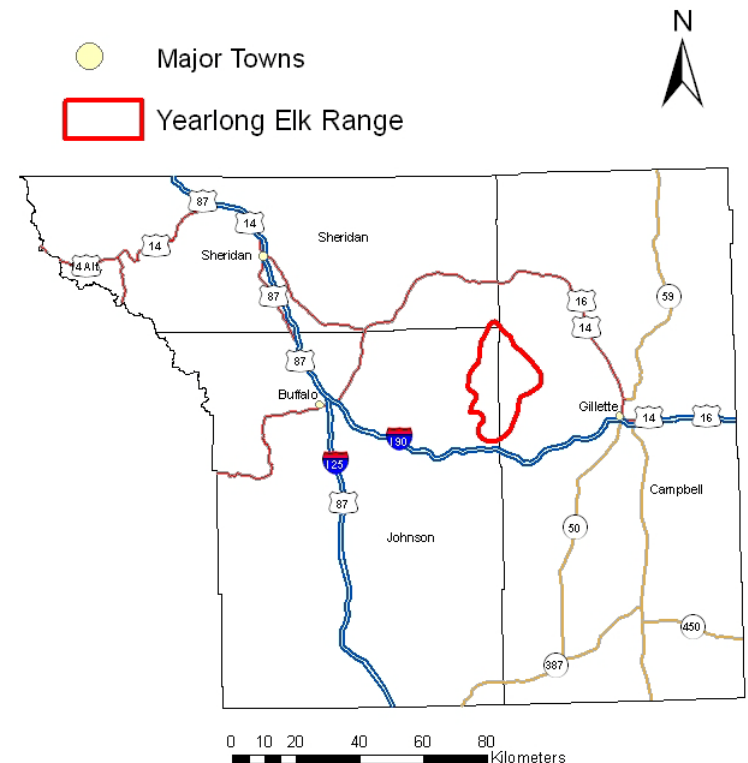 N
Major Towns
Yearlong Elk Range
87
14
Sheridan
Sheridan
14
14 Alt
87
16
14
59
87
Buffalo
Gillette
14
16
190
I25
87
Campbell
50
Johnson
450
387
0 10 20 40 60 80
Kilometers